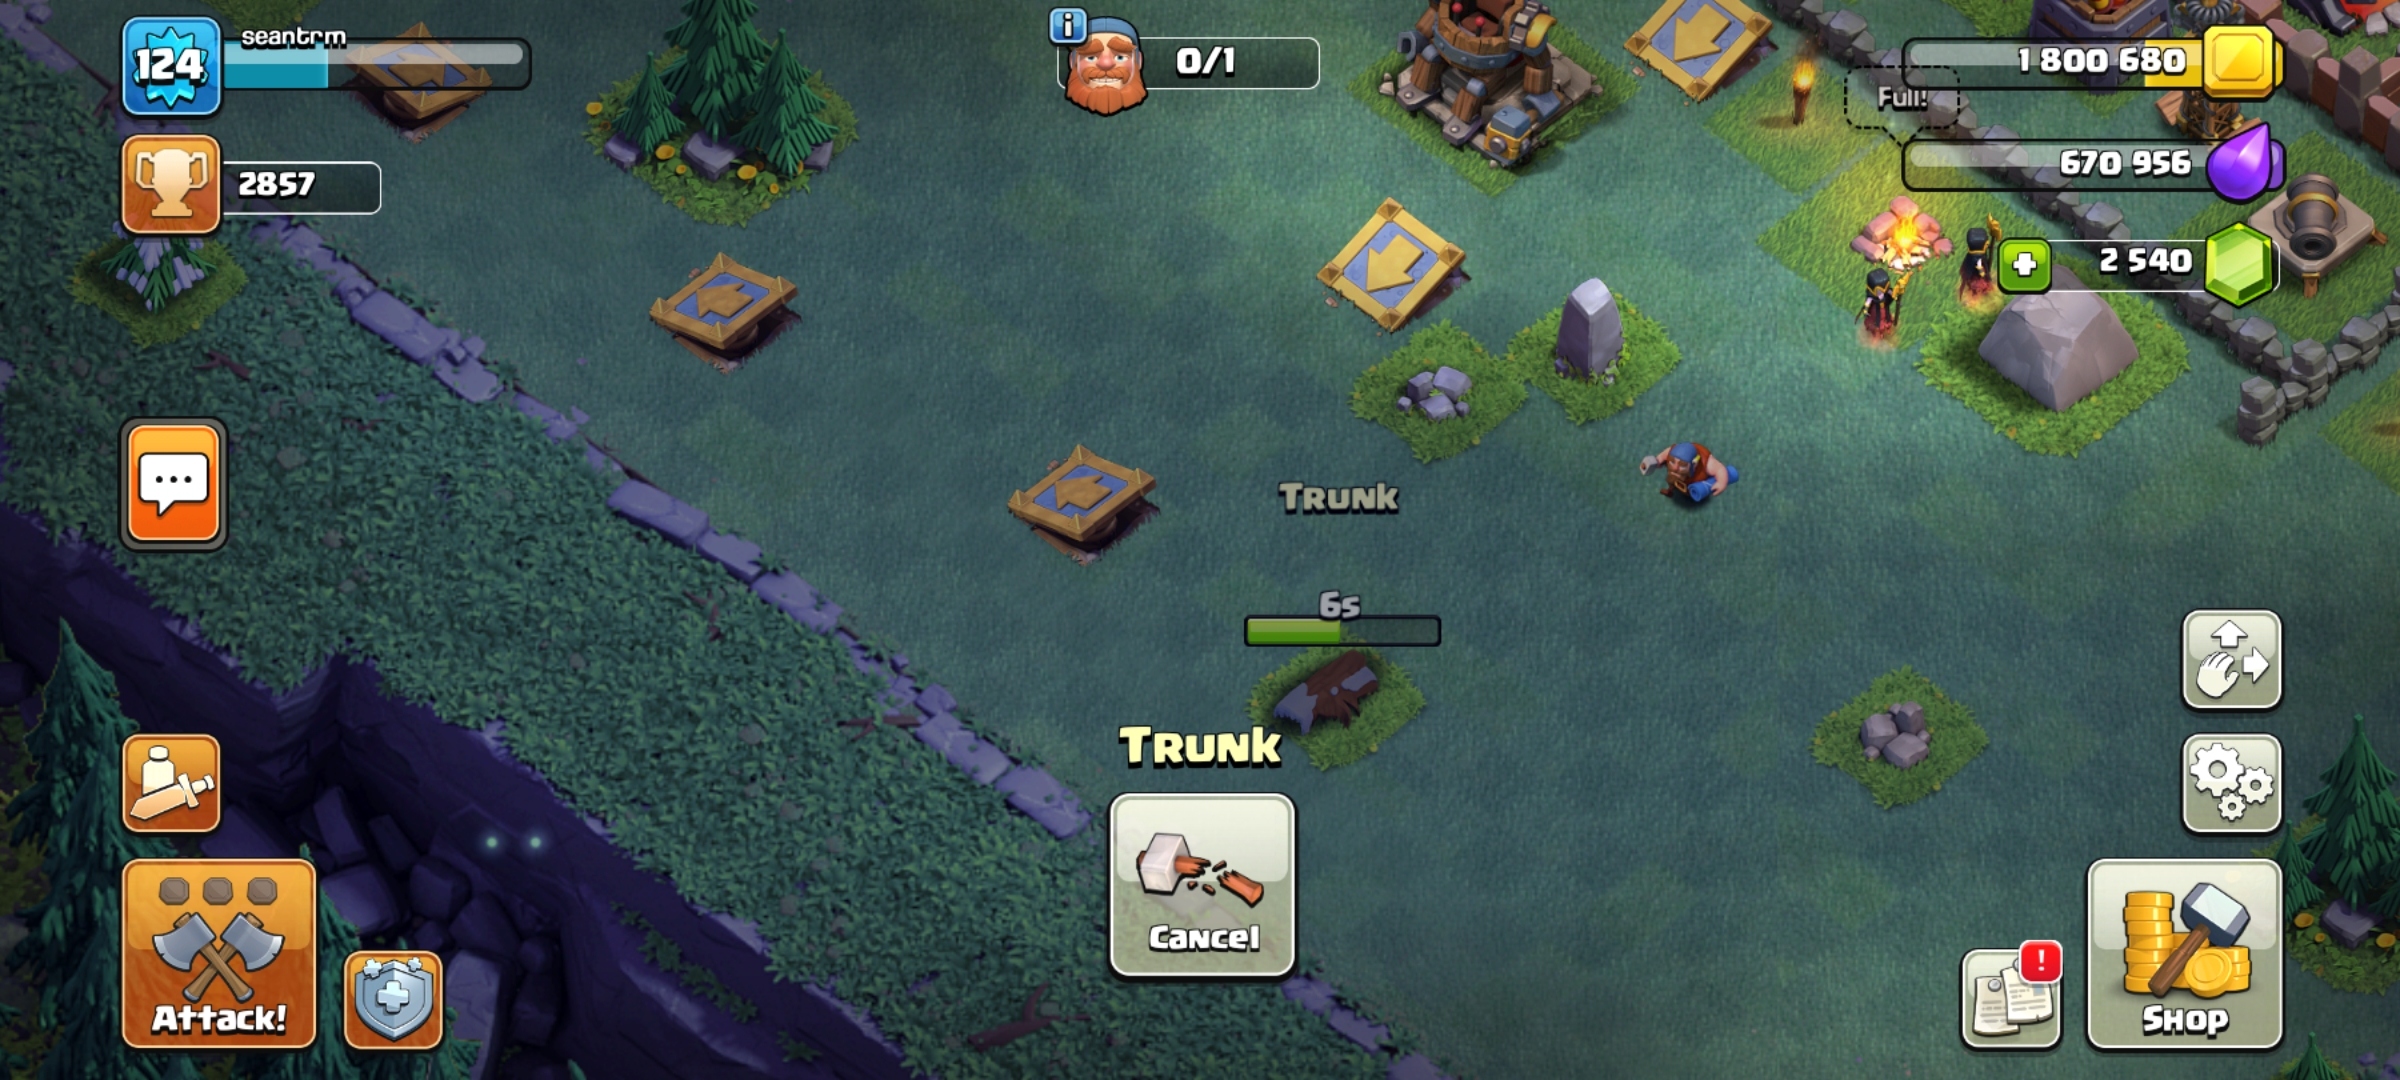 124
seantrm
0/1
1 800 680
Full!
2857
670 956
2 540
TRUNK
6s
TRUNK
Cancel
Attack!
!
Shop